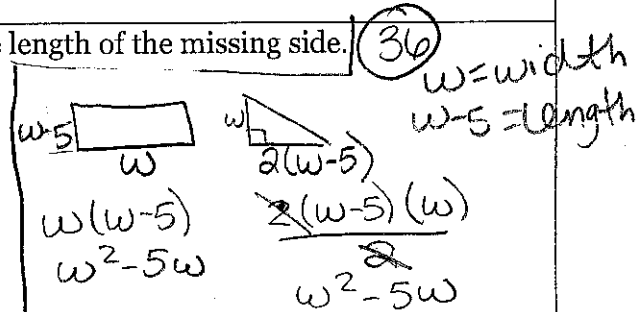 length of the missing side. 36
w=width
w-5=length
w-5
w
w
2(w-5)
w(w-5)
w²-5w
2(w-5)(w)
2
w²-5w